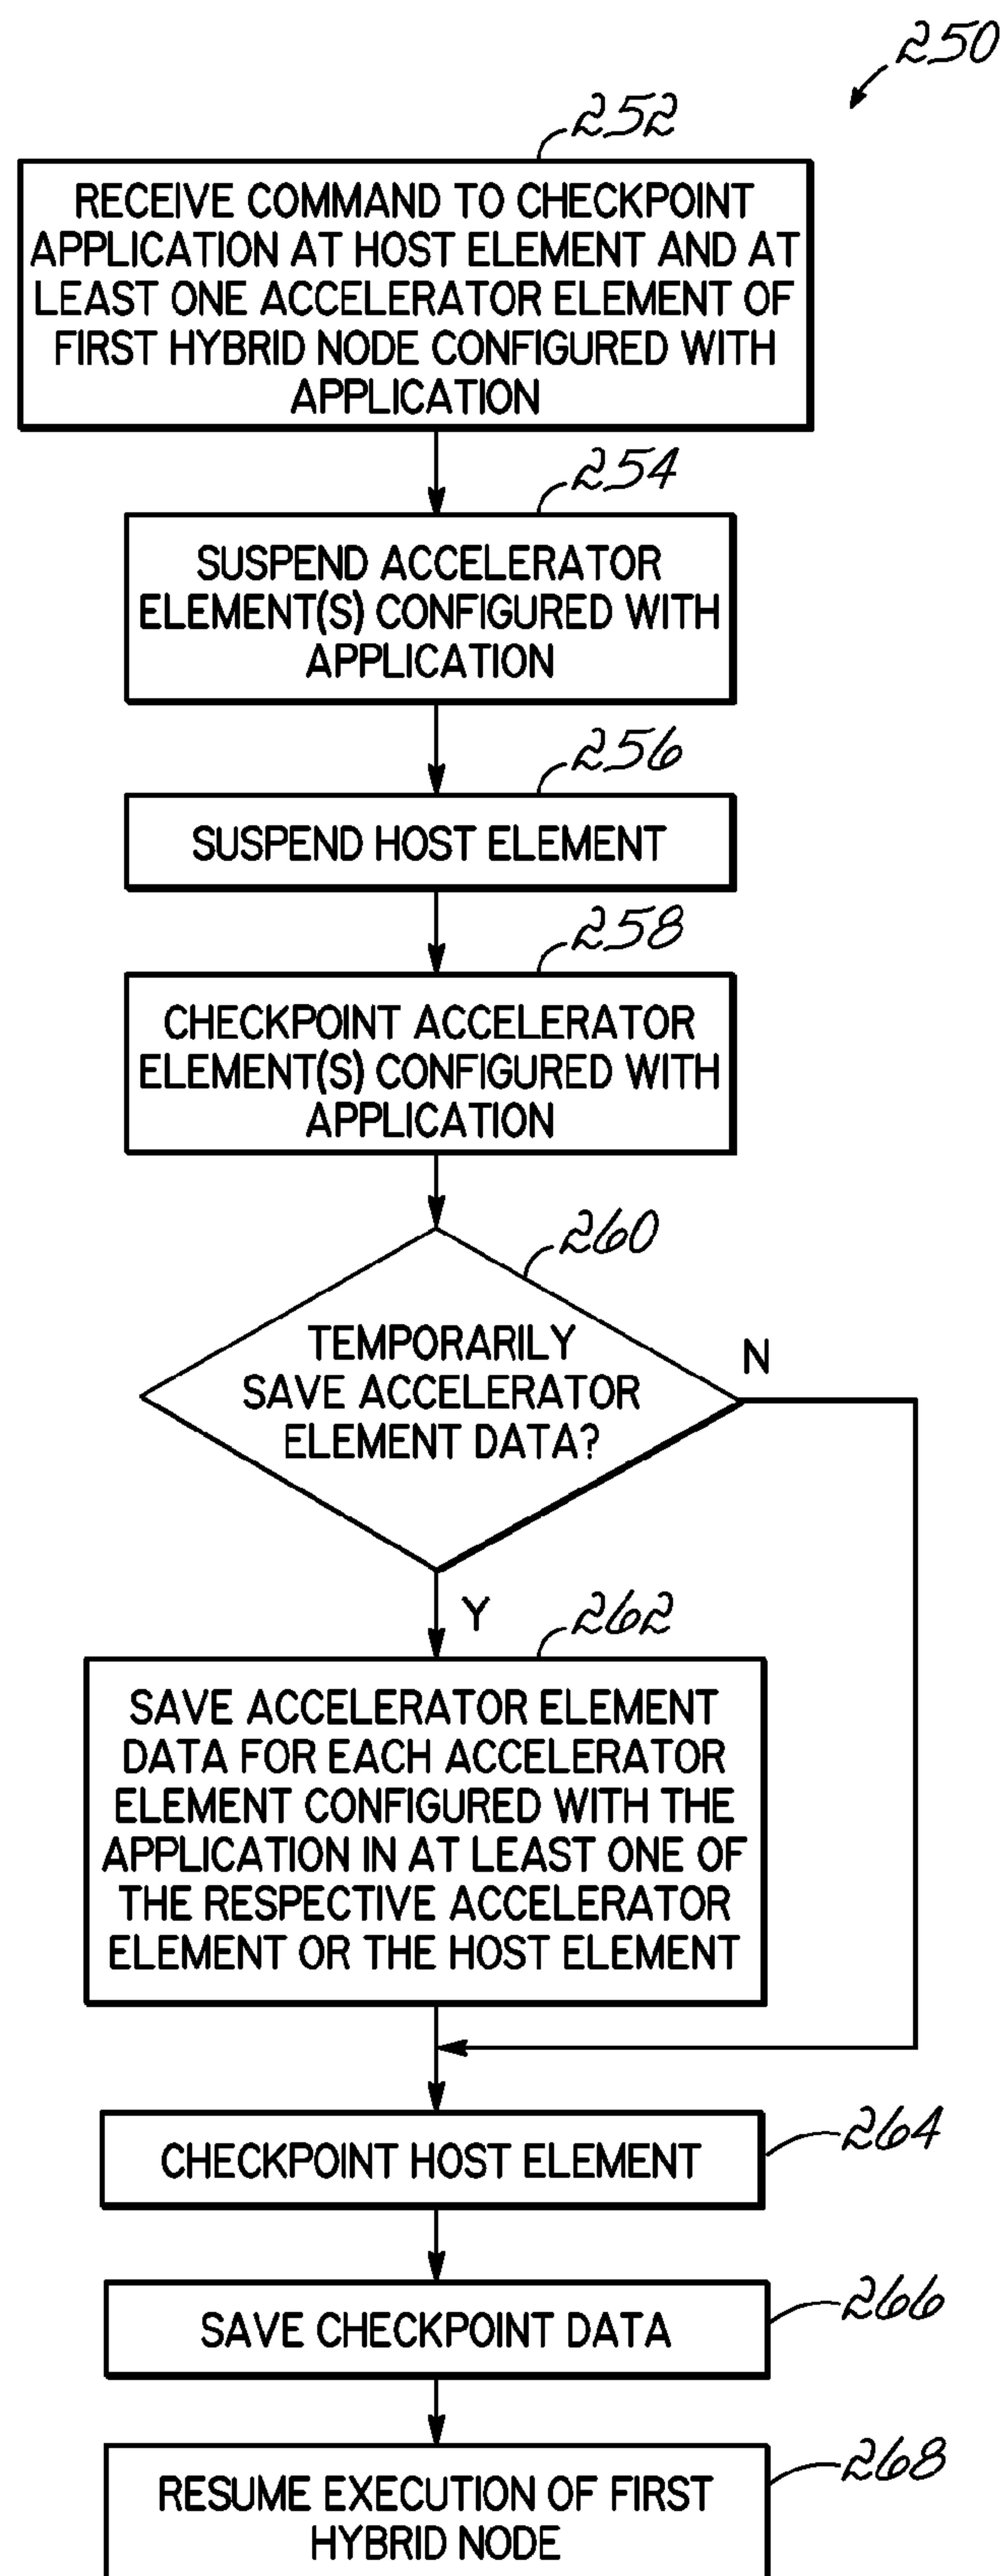 250
252
RECEIVE COMMAND TO CHECKPOINT
APPLICATION AT HOST ELEMENT AND AT
LEAST ONE ACCELERATOR ELEMENT OF
FIRST HYBRID NODE CONFIGURED WITH
APPLICATION
254
SUSPEND ACCELERATOR
ELEMENT(S) CONFIGURED WITH
APPLICATION
256
SUSPEND HOST ELEMENT
258
CHECKPOINT ACCELERATOR
ELEMENT(S) CONFIGURED WITH
APPLICATION
260
TEMPORARILY
SAVE ACCELERATOR
ELEMENT DATA?
N
Y
262
SAVE ACCELERATOR ELEMENT
DATA FOR EACH ACCELERATOR
ELEMENT CONFIGURED WITH THE
APPLICATION IN AT LEAST ONE OF
THE RESPECTIVE ACCELERATOR
ELEMENT OR THE HOST ELEMENT
CHECKPOINT HOST ELEMENT
264
SAVE CHECKPOINT DATA
266
RESUME EXECUTION OF FIRST
HYBRID NODE
268